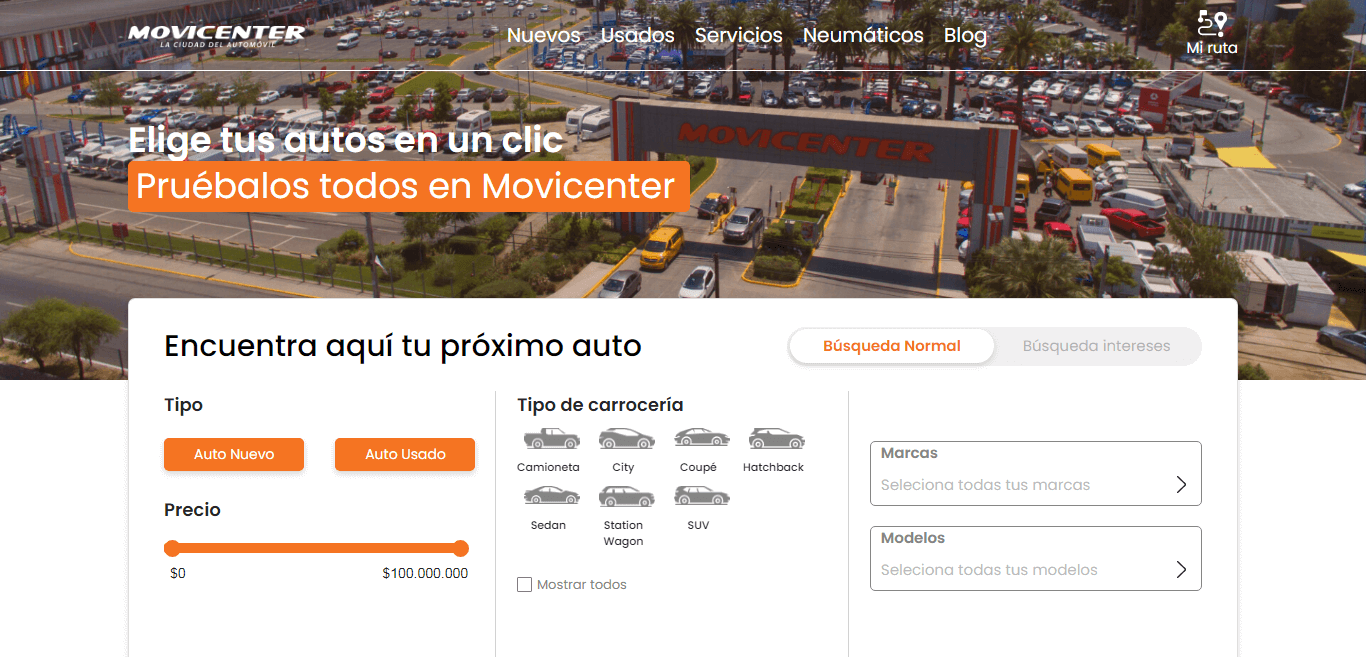 MOVICENTER
LA CIUDAD DEL AUTOMÓVIL
Nuevos Usados Servicios Neumáticos Blog
Mi ruta
MOVICENTER
Elige tus autos en un clic
Pruébalos todos en Movicenter
Encuentra aquí tu próximo auto
Búsqueda Normal Búsqueda intereses
Tipo
Auto Nuevo Auto Usado
Precio
$0 $100.000.000
Tipo de carrocería
Camioneta City Coupé Hatchback
Sedan Station Wagon SUV
Mostrar todos
Marcas
Seleciona todas tus marcas
Modelos
Seleciona todas tus modelos